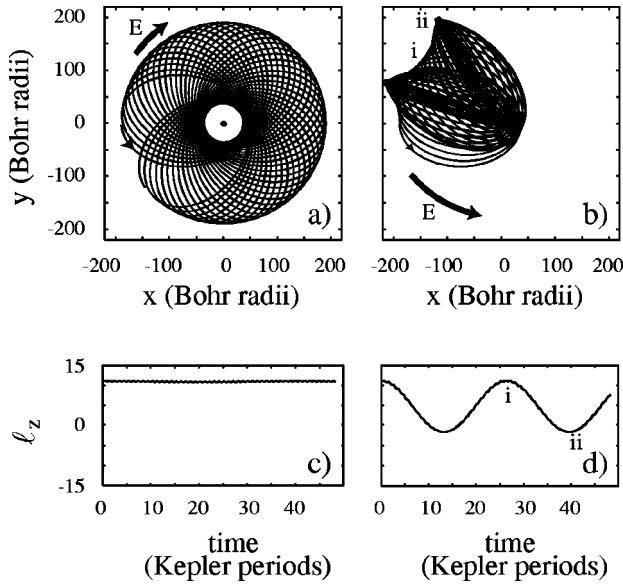 E
a)
y (Bohr radii)
200
100
0
-100
-200
-200 -100 0 100 200
x (Bohr radii)
ii
i
E
b)
-200 -100 0 100 200
x (Bohr radii)
ℓz
15
0
-15
c)
0 10 20 30 40
time
(Kepler periods)
i
ii
d)
0 10 20 30 40
time
(Kepler periods)